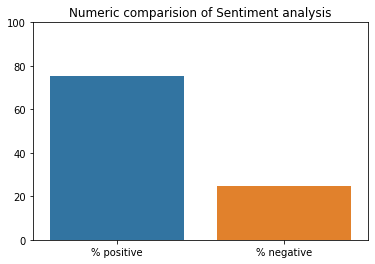 Numeric comparision of Sentiment analysis
100
80
60
40
20
0
% positive
% negative